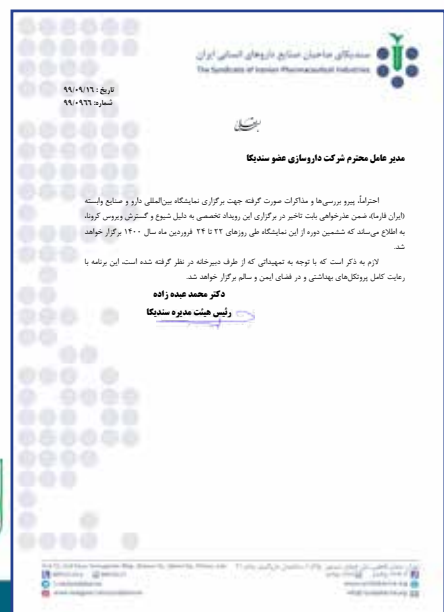 سندیکای صاحبان صنایع داروهای انسانی ایران
The Syndicate of Iranian Pharmaceutical Industries
تاریخ : ۹۹/۰۹/۱۶
شماره: ۹۹/۰۹۶۶
مدیر عامل محترم شرکت داروسازی عضو سندیکا
احتراماً، پیرو بررسی‌ها و مذاکرات صورت گرفته جهت برگزاری نمایشگاه بین‌المللی دارو و صنایع وابسته
(ایران فارما)، ضمن عذرخواهی بابت تاخیر در برگزاری این رویداد تخصصی به دلیل شیوع و گسترش ویروس کرونا،
به اطلاع می‌ساند که ششمین دوره از این نمایشگاه طی روزهای ۲۲ تا ۲۴ فروردین ماه سال ۱۴۰۰ برگزار خواهد
شد.
لازم به ذکر است که با توجه به تمهیداتی که از طرف دبیرخانه در نظر گرفته شده است، این برنامه با
رعایت کامل پروتکل‌های بهداشتی و در فضای ایمن و سالم برگزار خواهد شد.
دکتر محمد عبده زاده
رئیس هیئت مدیره سندیکا